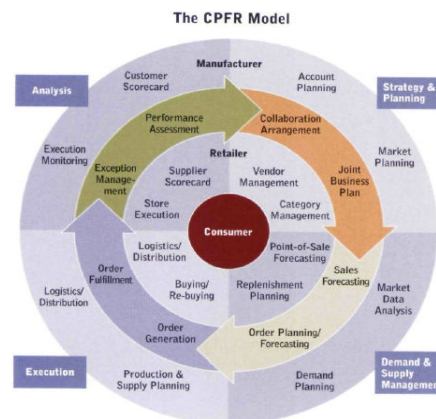 The CPFR Model
Manufacturer
Analysis
Customer
Scorecard
Account
Planning
Strategy &
Planning
Performance
Assessment
Collaboration
Arrangement
Execution
Monitoring
Exception
Manage-
ment
Retailer
Supplier
Scorecard
Vendor
Management
Joint
Business
Plan
Market
Planning
Store
Execution
Category
Management
Consumer
Logistics/
Distribution
Point-of-Sale
Forecasting
Order
Fulfillment
Sales
Forecasting
Logistics/
Distribution
Buying/
Re-buying
Replenishment
Planning
Market
Data
Analysis
Order
Generation
Order Planning/
Forecasting
Execution
Production &
Supply Planning
Demand
Planning
Demand
& Supply
Management